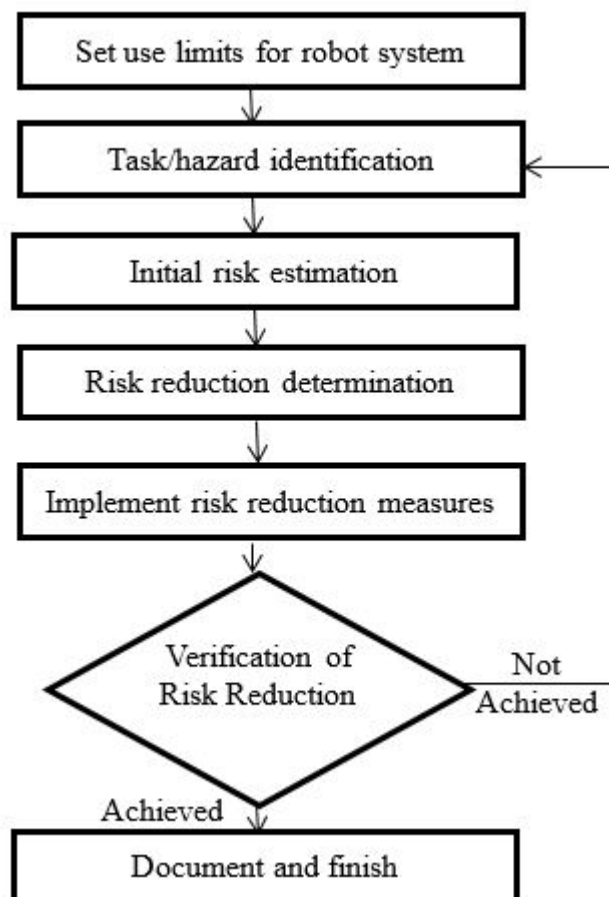 Set use limits for robot system
Task/hazard identification
Initial risk estimation
Risk reduction determination
Implement risk reduction measures
Verification of
Risk Reduction
Not
Achieved
Achieved
Document and finish